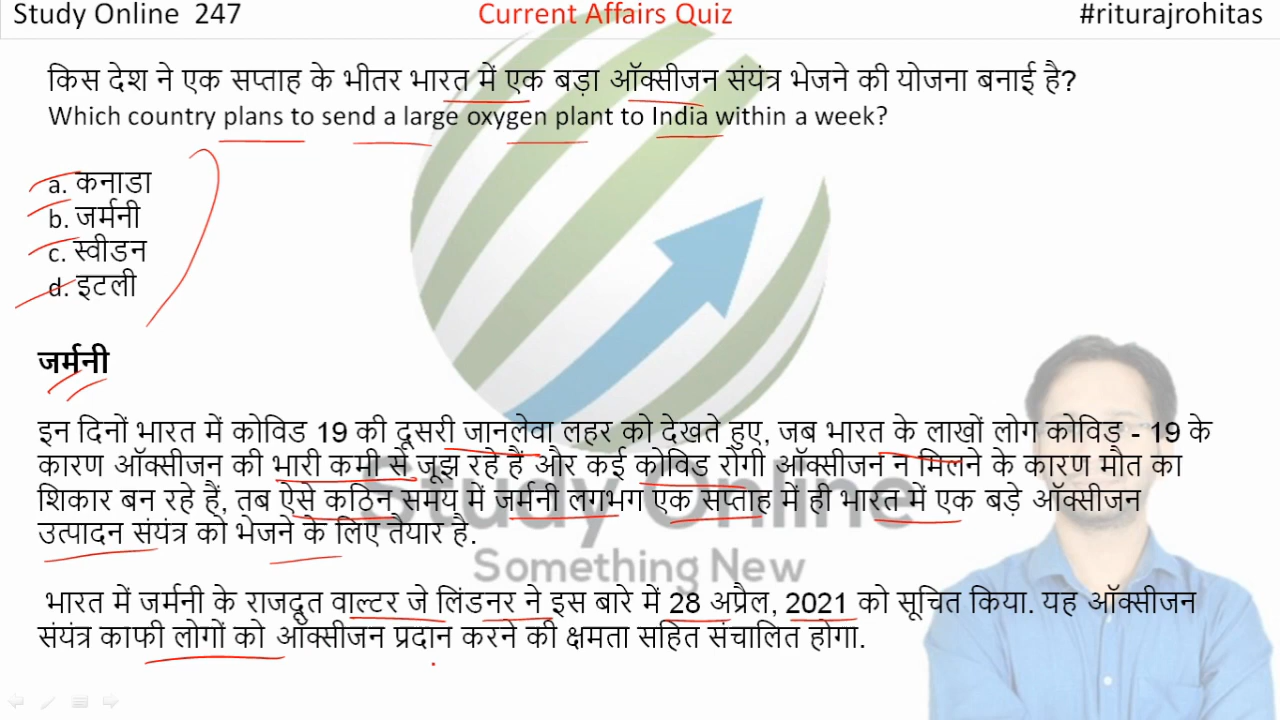 Study Online 247
Current Affairs Quiz
#riturajrohitas
किस देश ने एक सप्ताह के भीतर भारत में एक बड़ा ऑक्सीजन संयंत्र भेजने की योजना बनाई है?
Which country plans to send a large oxygen plant to India within a week?
a. कनाडा
b. जर्मनी
c. स्वीडन
d. इटली
जर्मनी
इन दिनों भारत में कोविड 19 की दूसरी जानलेवा लहर को देखते हुए, जब भारत के लाखों लोग कोविड - 19 के
कारण ऑक्सीजन की भारी कमी से जूझ रहे हैं और कई कोविड रोगी ऑक्सीजन न मिलने के कारण मौत का
शिकार बन रहे हैं, तब ऐसे कठिन समय में जर्मनी लगभग एक सप्ताह में ही भारत में एक बड़े ऑक्सीजन
उत्पादन संयंत्र को भेजने के लिए तैयार है.
Study Online
Something New
भारत में जर्मनी के राजदूत वाल्टर जे लिंडनर ने इस बारे में 28 अप्रैल, 2021 को सूचित किया. यह ऑक्सीजन
संयंत्र काफी लोगों को ऑक्सीजन प्रदान करने की क्षमता सहित संचालित होगा.